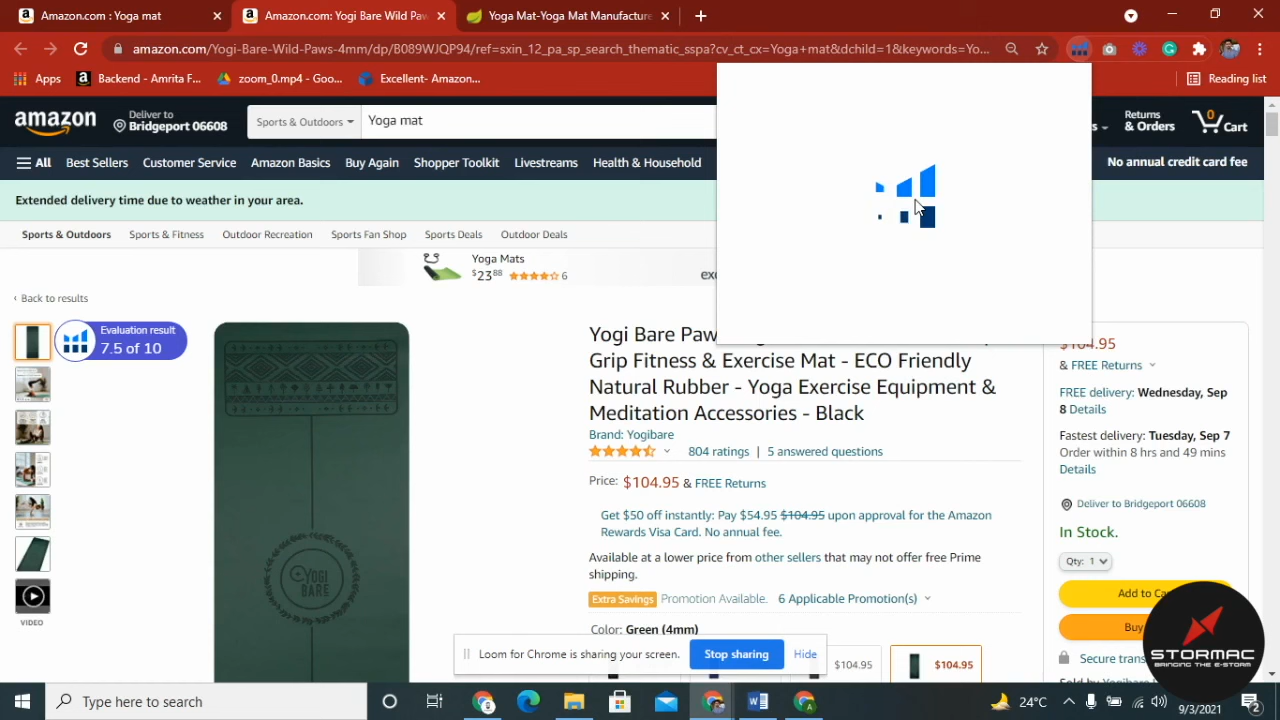 Amazon.com : Yoga mat
Amazon.com: Yogi Bare Wild Paw
Yoga Mat-Yoga Mat Manufacture
amazon.com/Yogi-Bare-Wild-Paws-4mm/dp/B089WJQP94/ref=sxin_12_pa_sp_search_thematic_sspa?cv_ct_cx=Yoga+mat&dchild=1&keywords=Yo...
Apps
Backend - Amrita F...
zoom_0.mp4 - Goo...
Excellent- Amazon...
Reading list
amazon
Deliver to
Bridgeport 06608
Sports & Outdoors
Yoga mat
Returns
& Orders
0
Cart
All
Best Sellers
Customer Service
Amazon Basics
Buy Again
Shopper Toolkit
Livestreams
Health & Household
No annual credit card fee
Extended delivery time due to weather in your area.
Sports & Outdoors
Sports & Fitness
Outdoor Recreation
Sports Fan Shop
Sports Deals
Outdoor Deals
Yoga Mats
$23.88
6
‹ Back to results
Evaluation result
7.5 of 10
Yogi Bare Paw
Grip Fitness & Exercise Mat - ECO Friendly
Natural Rubber - Yoga Exercise Equipment &
Meditation Accessories - Black
Brand: Yogibare
804 ratings | 5 answered questions
Price: $104.95 & FREE Returns
Get $50 off instantly: Pay $54.95 $104.95 upon approval for the Amazon
Rewards Visa Card. No annual fee.
Available at a lower price from other sellers that may not offer free Prime
shipping.
Extra Savings Promotion Available. 6 Applicable Promotion(s)
Color: Green (4mm)
$104.95
$104.95
YOGI
BARE
VIDEO
$104.95
& FREE Returns
FREE delivery: Wednesday, Sep
8 Details
Fastest delivery: Tuesday, Sep 7
Order within 8 hrs and 49 mins
Details
Deliver to Bridgeport 06608
In Stock.
Qty: 1
Add to Ca
Buy
Secure trans
STORMAC
BRINGING THE E-STORM
Loom for Chrome is sharing your screen.
Stop sharing
Hide
Type here to search
24°C
9/3/2021
2